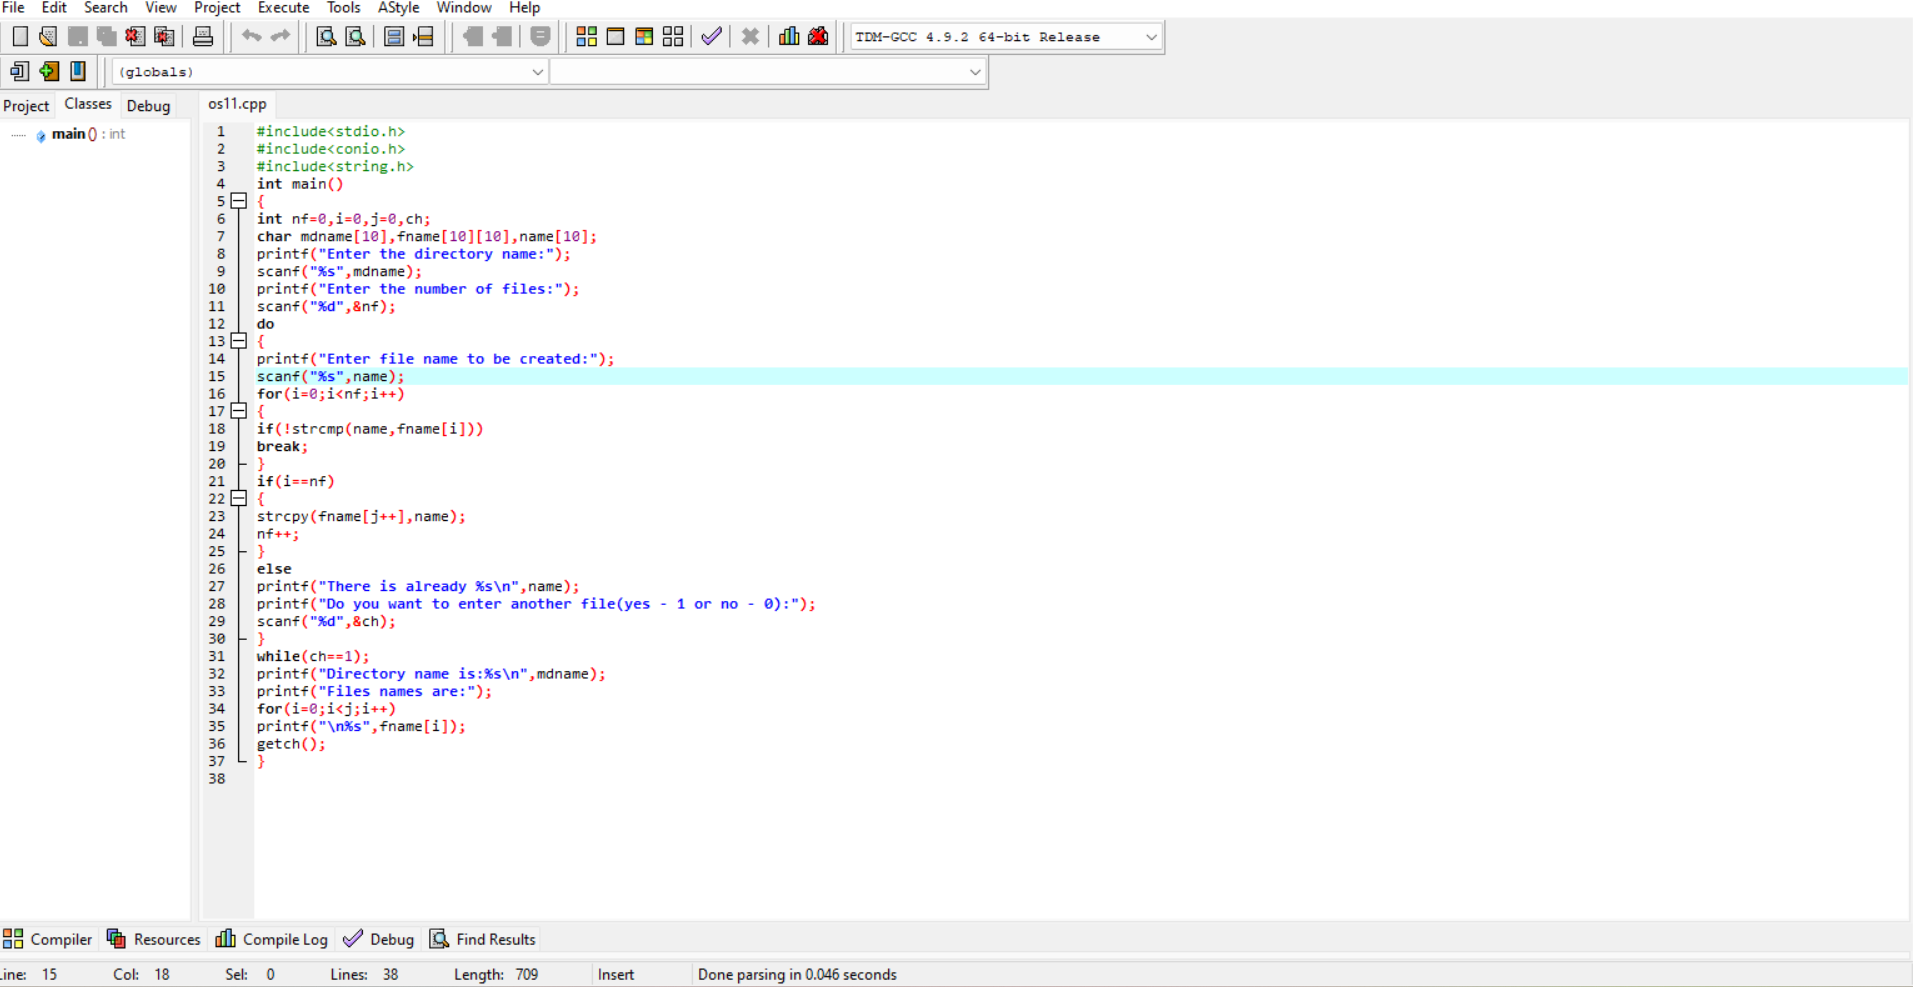 File Edit Search View Project Execute Tools AStyle Window Help
TDM-GCC 4.9.2 64-bit Release
(globals)
Project Classes Debug
os11.cpp
main () : int
1 #include<stdio.h>
2 #include<conio.h>
3 #include<string.h>
4 int main()
5 {
6 int nf=0,i=0,j=0,ch;
7 char mdname[10],fname[10][10],name[10];
8 printf("Enter the directory name:");
9 scanf("%s",mdname);
10 printf("Enter the number of files:");
11 scanf("%d",&nf);
12 do
13 {
14 printf("Enter file name to be created:");
15 scanf("%s",name);
16 for(i=0;i<nf;i++)
17 {
18 if(!strcmp(name,fname[i]))
19 break;
20 }
21 if(i==nf)
22 {
23 strcpy(fname[j++],name);
24 nf++;
25 }
26 else
27 printf("There is already %s\n",name);
28 printf("Do you want to enter another file(yes - 1 or no - 0):");
29 scanf("%d",&ch);
30 }
31 while(ch==1);
32 printf("Directory name is:%s\n",mdname);
33 printf("Files names are:");
34 for(i=0;i<j;i++)
35 printf("\n%s",fname[i]);
36 getch();
37 }
38
Compiler Resources Compile Log Debug Find Results
Line: 15 Col: 18 Sel: 0 Lines: 38 Length: 709 Insert Done parsing in 0.046 seconds